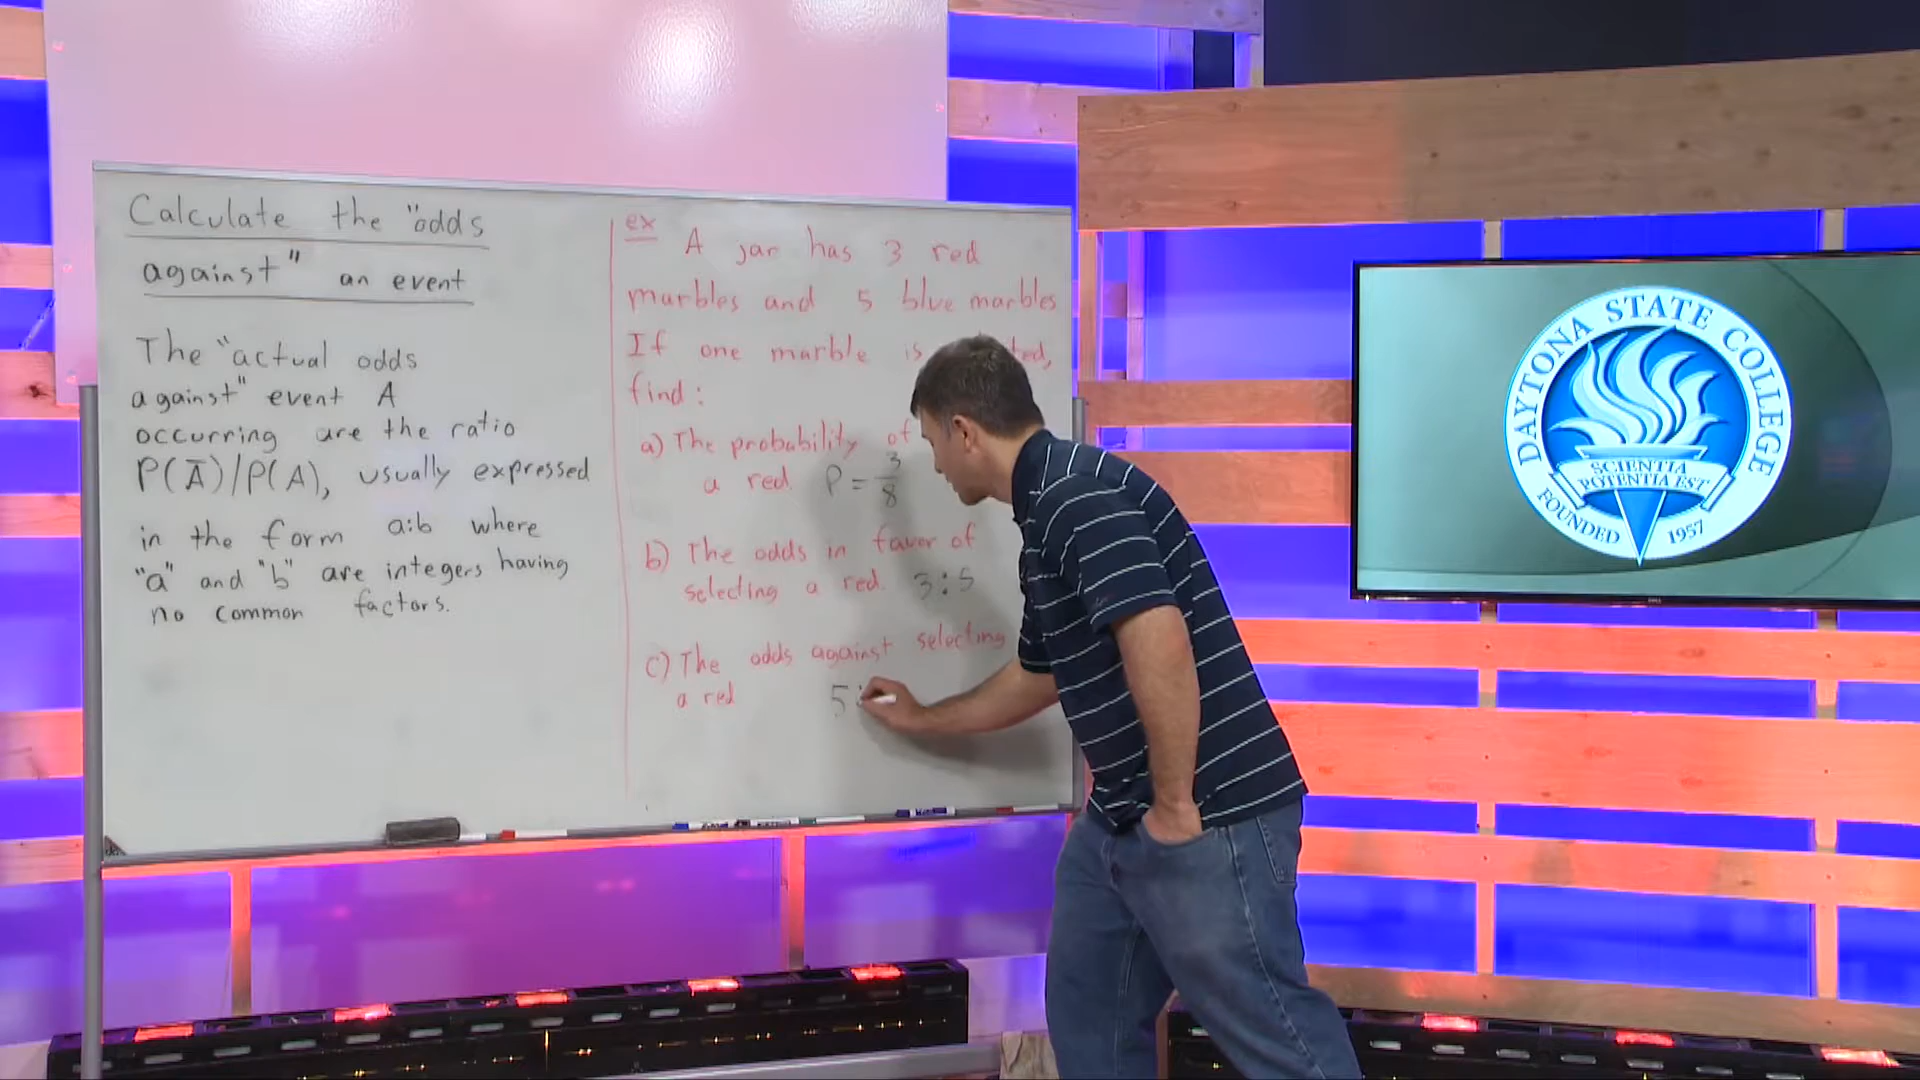 Calculate the "odds
against" an event
The "actual odds
against" event A
occurring are the ratio
P(Ā)/P(A), usually expressed
in the form a:b where
"a" and "b" are integers having
no common factors.
ex A jar has 3 red
marbles and 5 blue marbles
If one marble is
find:
a) The probability of
a red. P = 3/8
b) The odds in favor of
selecting a red. 3:5
c) The odds against selecting
a red 5:
DAYTONA STATE COLLEGE
SCIENTIA
POTENTIA EST
FOUNDED 1957